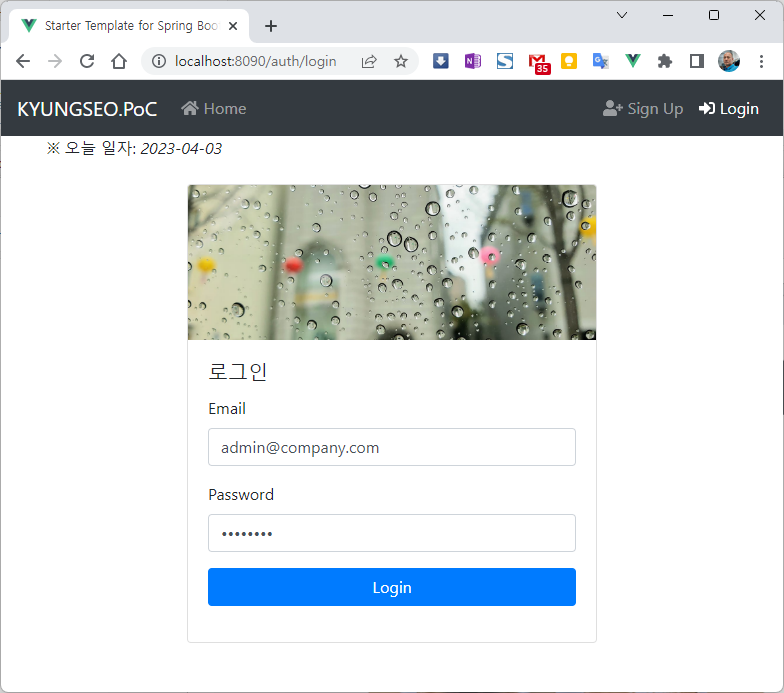 Starter Template for Spring Boo
localhost:8090/auth/login
35
KYUNGSEO.PoC Home Sign Up Login
※ 오늘 일자: 2023-04-03
로그인
Email
admin@company.com
Password
••••••••
Login